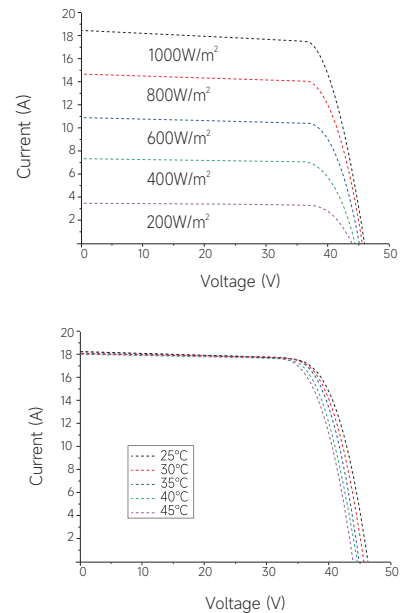 20
18
16
14
12
10
8
6
4
2
Current (A)
1000W/m²
800W/m²
600W/m²
400W/m²
200W/m²
0 10 20 30 40 50
Voltage (V)
20
18
16
14
12
10
8
6
4
2
Current (A)
25°C
30°C
35°C
40°C
45°C
0 10 20 30 40 50
Voltage (V)